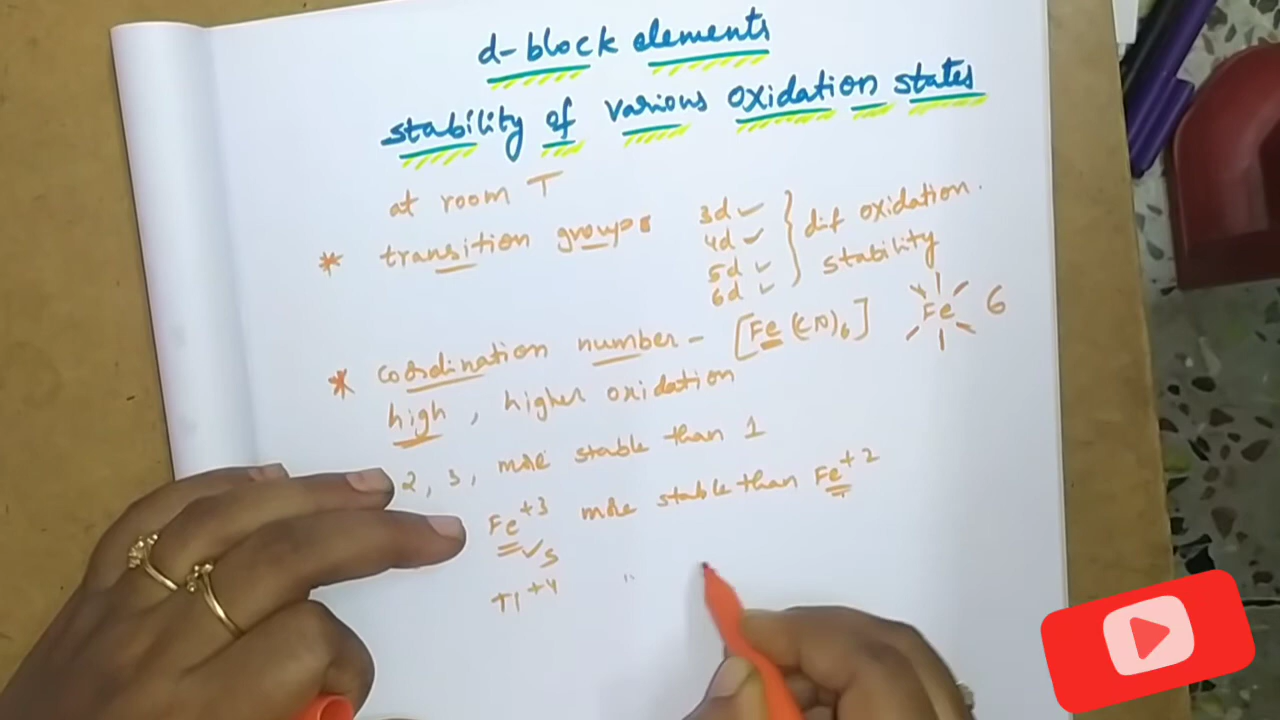 d-block elements
stability of various oxidation states
at room T
* transition groups 3d ✓ 4d ✓ 5d ✓ 6d ✓ } dif oxidation. stability
* coordination number - [Fe(CN)6] Fe 6
high, higher oxidation
2, 3, more stable than 1
Fe+3 more stable than Fe+2
✓ s
Ti+4 "